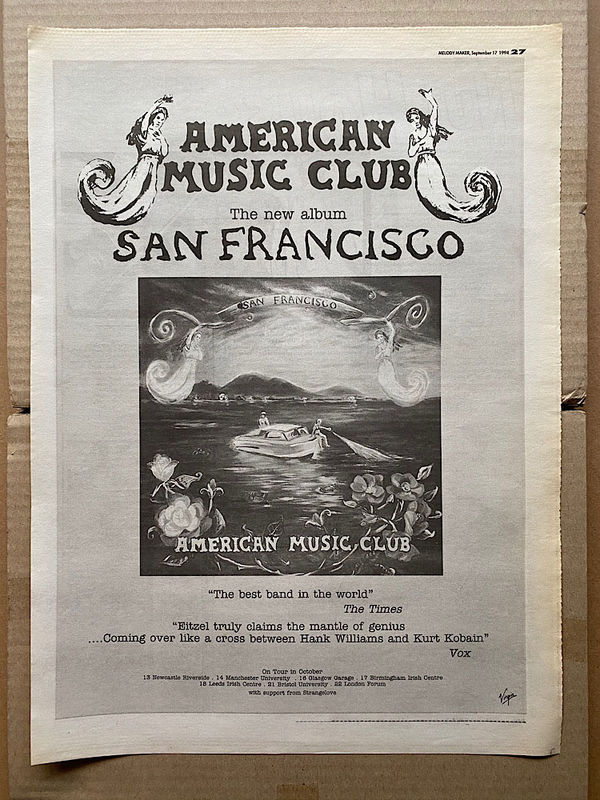 MELODY MAKER, September 17 1994 27
AMERICAN
MUSIC CLUB
The new album
SAN FRANCISCO
SAN FRANCISCO
AMERICAN MUSIC CLUB
"The best band in the world"
The Times
"Eitzel truly claims the mantle of genius
....Coming over like a cross between Hank Williams and Kurt Kobain"
Vox
On Tour in October
13 Newcastle Riverside . 14 Manchester University . 16 Glasgow Garage . 17 Birmingham Irish Centre
18 Leeds Irish Centre . 21 Bristol University . 22 London Forum
with support from Strangelove
Virgin